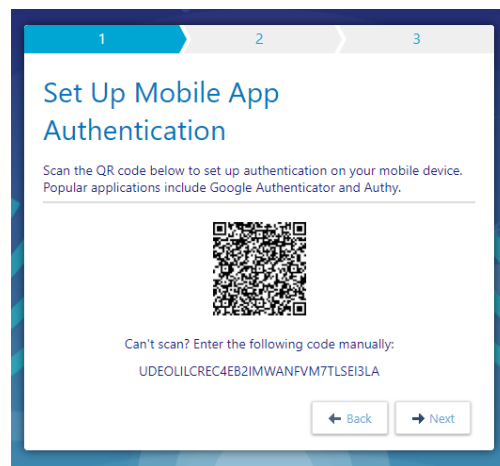 1 2 3
Set Up Mobile App
Authentication
Scan the QR code below to set up authentication on your mobile device.
Popular applications include Google Authenticator and Authy.
Can't scan? Enter the following code manually:
UDEOLILCREC4EB2IMWANFVM7TLSEI3LA
Back Next